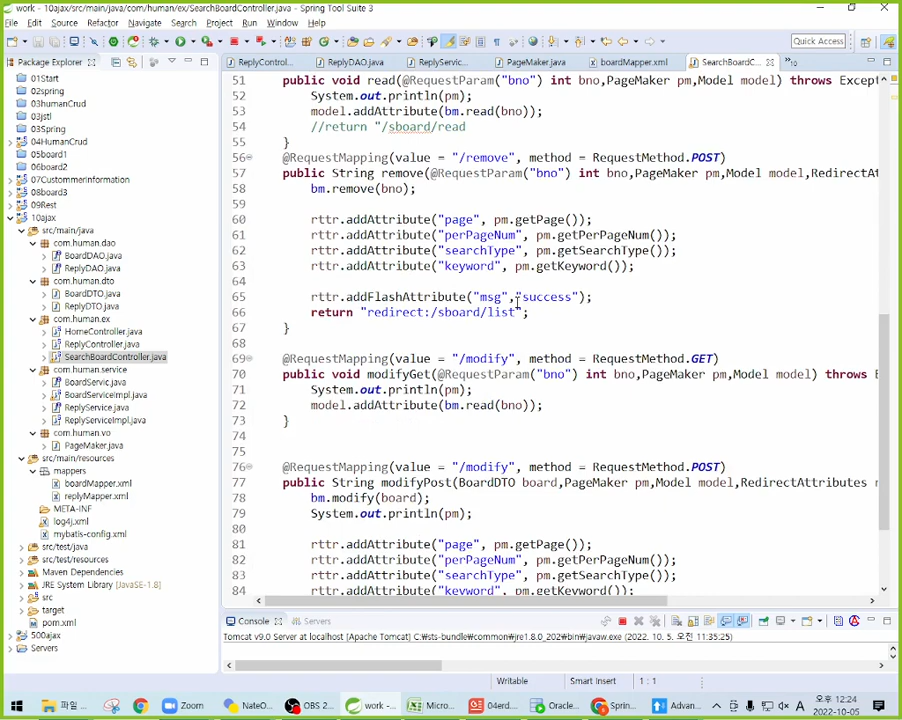 work - 10ajax/src/main/java/com/human/ex/SearchBoardController.java - Spring Tool Suite 3
File Edit Source Refactor Navigate Search Project Run Window Help
Quick Access
Package Explorer
ReplyControl...
ReplyDAO.java
ReplyServic...
PageMaker.java
boardMapper.xml
SearchBoardC...
01Start
02spring
03humanCrud
03jstl
03Spring
04HumanCrud
05board1
06board2
07Custommerinformation
08board3
09Rest
10ajax
src/main/java
com.human.dao
BoardDAO.java
ReplyDAO.java
com.human.dto
BoardDTO.java
ReplyDTO.java
com.human.ex
HomeController.java
ReplyController.java
SearchBoardController.java
com.human.service
BoardServic.java
BoardServiceImpl.java
ReplyService.java
ReplyServiceImpl.java
com.human.vo
PageMaker.java
src/main/resources
mappers
boardMapper.xml
replyMapper.xml
META-INF
log4j.xml
mybatis-config.xml
src/test/java
src/test/resources
Maven Dependencies
JRE System Library [JavaSE-1.8]
src
target
pom.xml
500ajax
Servers
51 public void read(@RequestParam("bno") int bno,PageMaker pm,Model model) throws Except
52 System.out.println(pm);
53 model.addAttribute(bm.read(bno));
54 //return "/sboard/read
55 }
56 @RequestMapping(value = "/remove", method = RequestMethod.POST)
57 public String remove(@RequestParam("bno") int bno,PageMaker pm,Model model,RedirectAt
58 bm.remove(bno);
59
60 rttr.addAttribute("page", pm.getPage());
61 rttr.addAttribute("perPageNum", pm.getPerPageNum());
62 rttr.addAttribute("searchType", pm.getSearchType());
63 rttr.addAttribute("keyword", pm.getKeyword());
64
65 rttr.addFlashAttribute("msg","success");
66 return "redirect:/sboard/list";
67 }
68
69 @RequestMapping(value = "/modify", method = RequestMethod.GET)
70 public void modifyGet(@RequestParam("bno") int bno,PageMaker pm,Model model) throws E
71 System.out.println(pm);
72 model.addAttribute(bm.read(bno));
73 }
74
75
76 @RequestMapping(value = "/modify", method = RequestMethod.POST)
77 public String modifyPost(BoardDTO board,PageMaker pm,Model model,RedirectAttributes r
78 bm.modify(board);
79 System.out.println(pm);
80
81 rttr.addAttribute("page", pm.getPage());
82 rttr.addAttribute("perPageNum", pm.getPerPageNum());
83 rttr.addAttribute("searchType", pm.getSearchType());
84 rttr.addAttribute("keyword", pm.getKeyword());
Console Servers
Tomcat v9.0 Server at localhost [Apache Tomcat] C:\sts-bundle\common\jre1.8.0_202\bin\javaw.exe (2022. 10. 5. 오전 11:35:25)
Writable Smart Insert 1 : 1
파일 ... Zoom NateO... OBS 2... work -... Micro... 04erd... Oracle... Sprin... Advan...
오후 12:24
2022-10-05